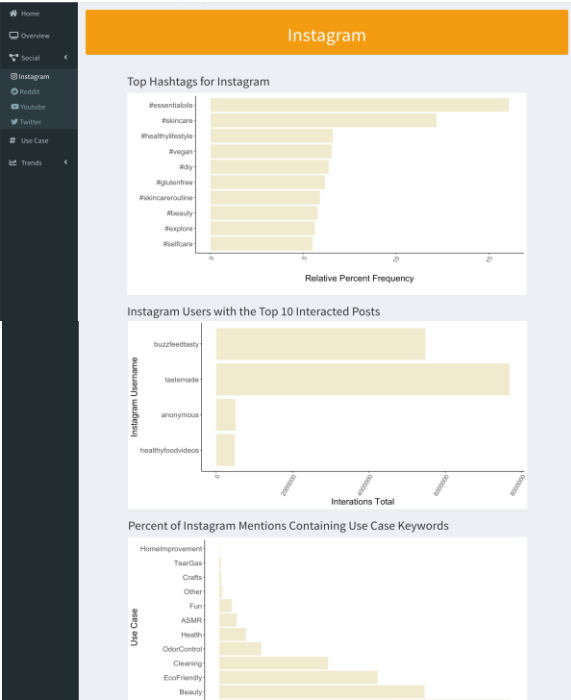 Home
Overview
Social
Instagram
Reddit
Youtube
Twitter
# Use Case
Trends
Instagram
Top Hashtags for Instagram
#essentialoils
#skincare
#healthylifestyle
#vegan
#diy
#glutenfree
#skincareroutine
#beauty
#explore
#selfcare
0 5 10 15
Relative Percent Frequency
Instagram Users with the Top 10 Interacted Posts
Instagram Username
buzzfeedtasty
tastemade
anonymous
healthyfoodvideos
0 2000000 4000000 6000000 8000000
Interations Total
Percent of Instagram Mentions Containing Use Case Keywords
Use Case
HomeImprovement
TearGas
Crafts
Other
Fun
ASMR
Health
OdorControl
Cleaning
EcoFriendly
Beauty